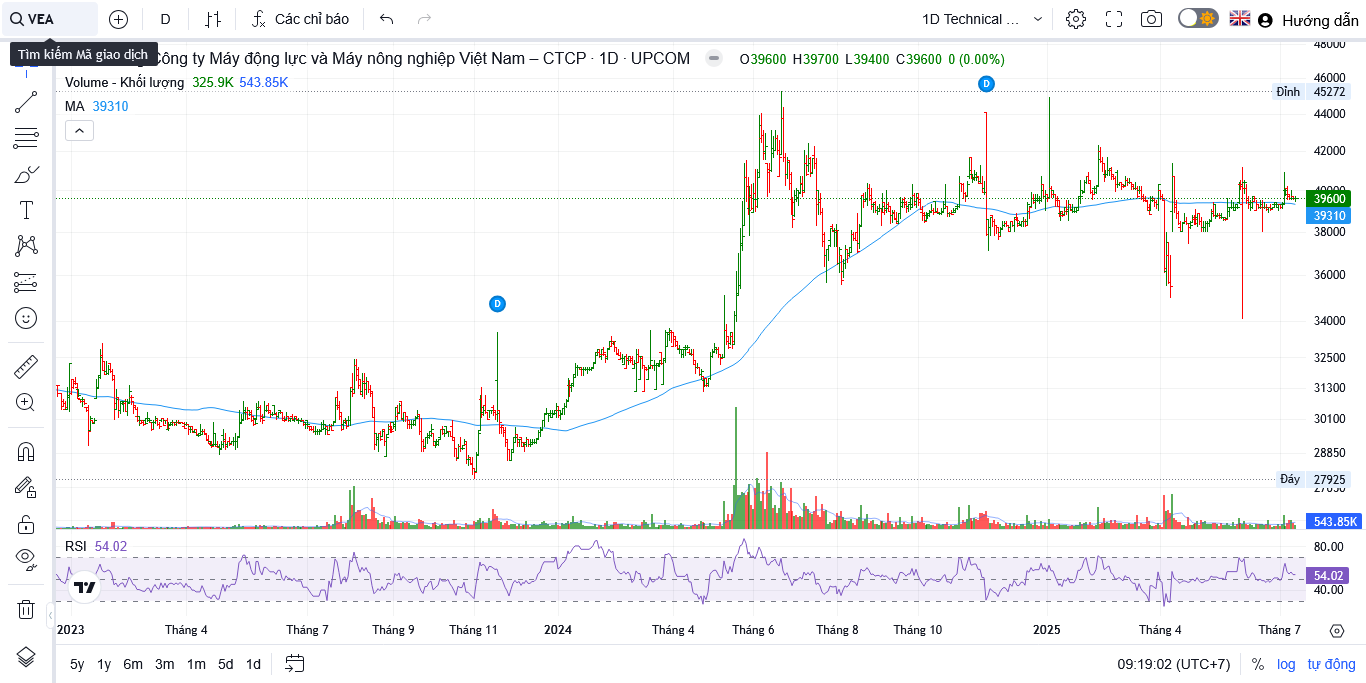 VEA
D
Các chỉ báo
1D Technical ...
Hướng dẫn
Tìm kiếm Mã giao dịch
Công ty Máy động lực và Máy nông nghiệp Việt Nam – CTCP · 1D · UPCOM
O39600 H39700 L39400 C39600 0 (0.00%)
Volume - Khối lượng 325.9K 543.85K
MA 39310
48000
46000
D
Đỉnh 45272
44000
42000
40000
39600
39310
38000
36000
D
34000
32500
31300
30100
28850
Đáy 27925
543.85K
RSI 54.02
80.00
54.02
40.00
2023 Tháng 4 Tháng 7 Tháng 9 Tháng 11 2024 Tháng 4 Tháng 6 Tháng 8 Tháng 10 2025 Tháng 4 Tháng 7
5y 1y 6m 3m 1m 5d 1d
09:19:02 (UTC+7) % log tự động